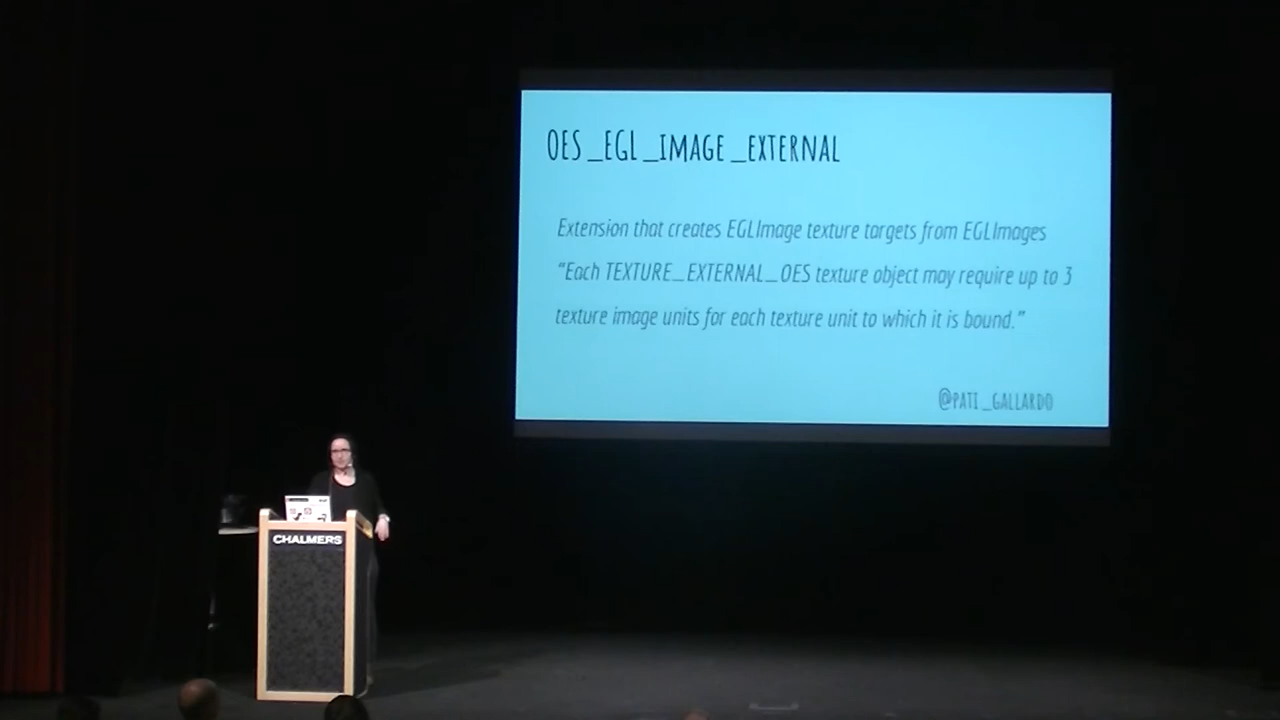 OES_EGL_IMAGE_EXTERNAL
Extension that creates EGLImage texture targets from EGLImages
“Each TEXTURE_EXTERNAL_OES texture object may require up to 3
texture image units for each texture unit to which it is bound.”
@PATI_GALLARDO
CHALMERS